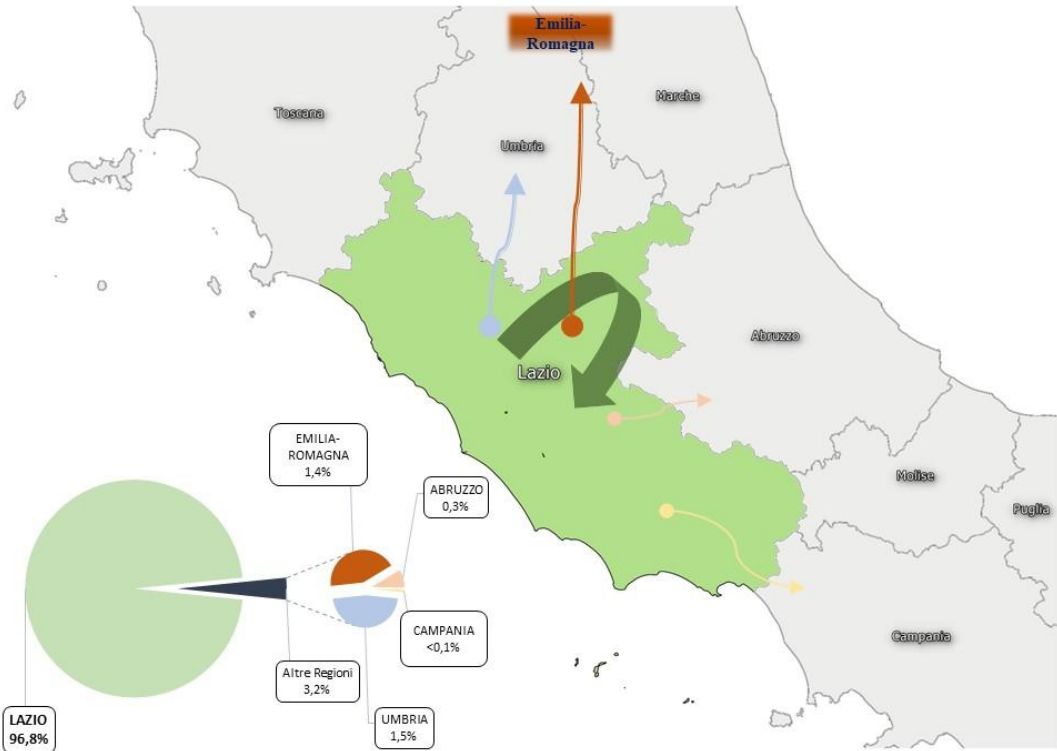 Emilia-
Romagna
Toscana
Marche
Umbria
Abruzzo
Lazio
Molise
Puglia
Campania
EMILIA-
ROMAGNA
1,4%
ABRUZZO
0,3%
CAMPANIA
<0,1%
Altre Regioni
3,2%
UMBRIA
1,5%
LAZIO
96,8%